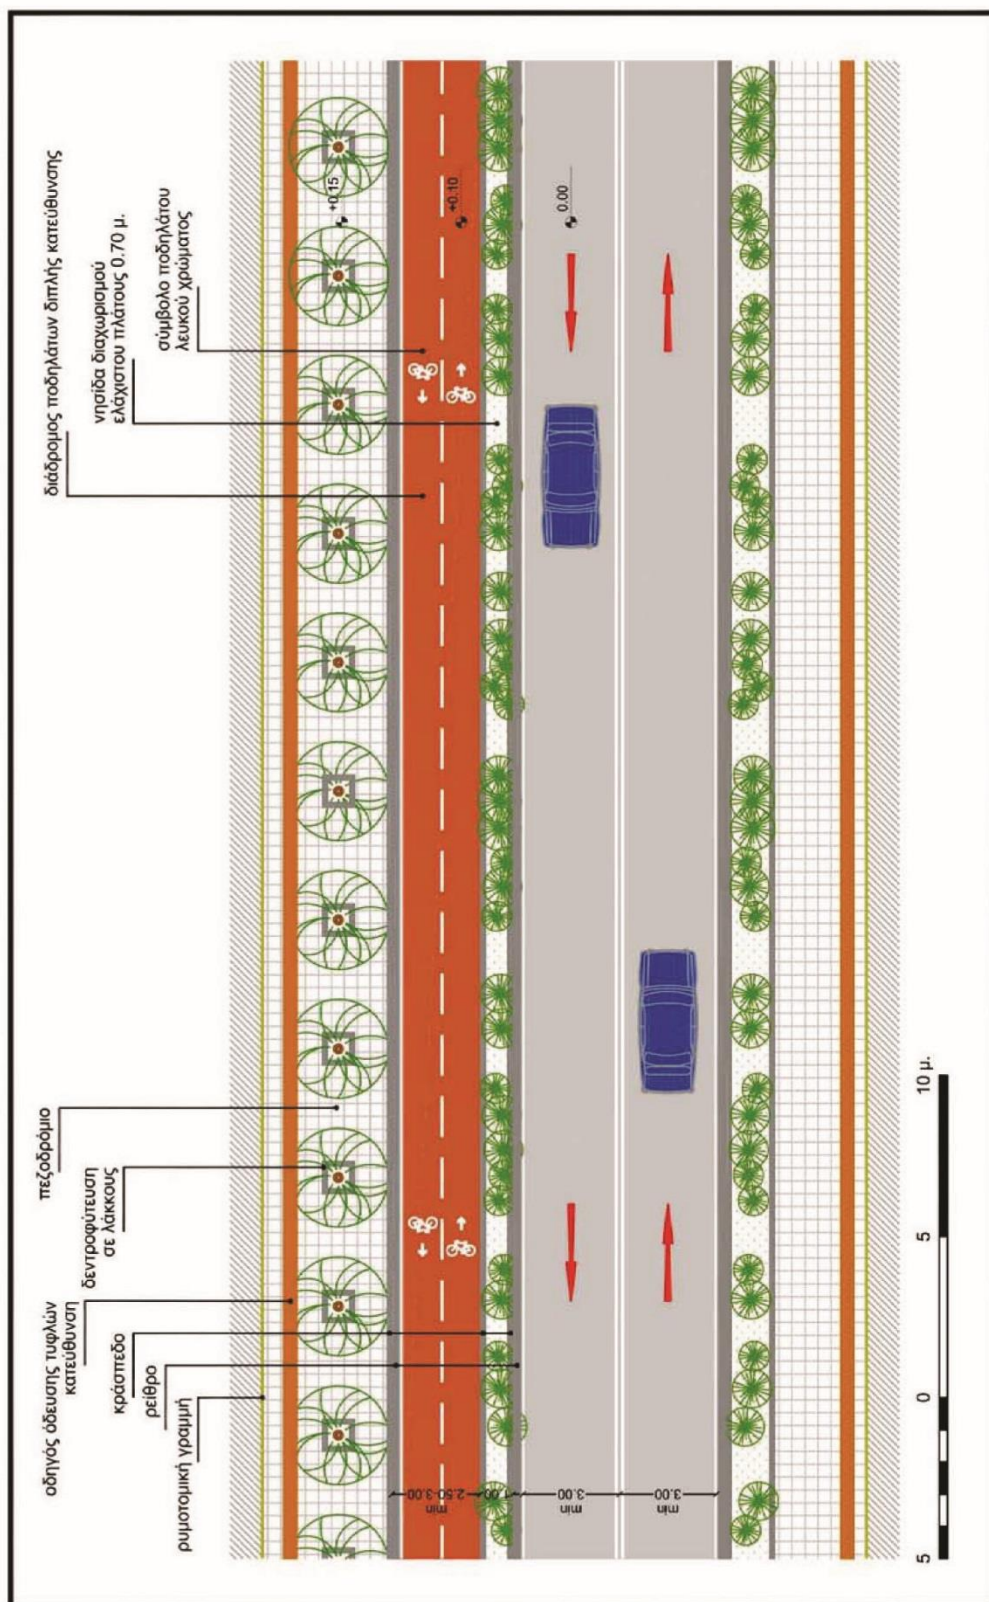 διάδρομος ποδηλάτων διπλής κατεύθυνσης
νησίδα διαχωρισμού
ελάχιστου πλάτους 0.70 μ.
σύμβολο ποδηλάτου
λευκού χρώματος
+0.15
+0.10
0.00
πεζοδρόμιο
δεντροφύτευση
σε λάκκους
οδηγός όδευσης τυφλών
κατεύθυνση
κράσπεδο
ρείθρο
ρυμοτομική γραμμή
2.50-3.00
min
1.00
3.00
min
3.00
min
5
0
5
10 μ.